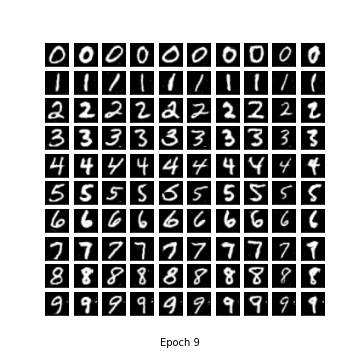 0 0 0 0 0 0 0 0 0 0
1 1 1 1 1 1 1 1 1 1
2 2 2 2 2 2 2 2 2 2
3 3 3 3 3 3 3 3 3 3
4 4 4 4 4 4 4 4 4 4
5 5 5 5 5 5 5 5 5 5
6 6 6 6 6 6 6 6 6 6
7 7 7 7 7 7 7 7 7 7
8 8 8 8 8 8 8 8 8 8
9 9 9 9 9 9 9 9 9 9
Epoch 9